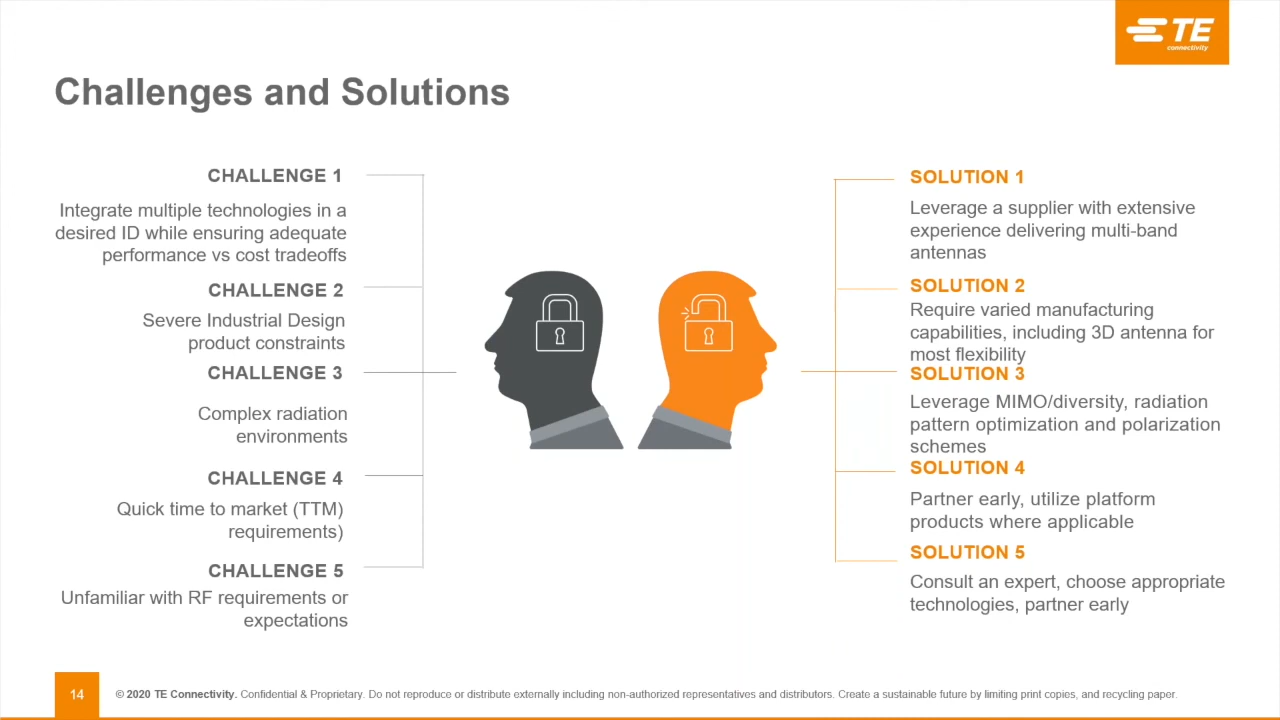 TE
connectivity
Challenges and Solutions
CHALLENGE 1
Integrate multiple technologies in a
desired ID while ensuring adequate
performance vs cost tradeoffs
CHALLENGE 2
Severe Industrial Design
product constraints
CHALLENGE 3
Complex radiation
environments
CHALLENGE 4
Quick time to market (TTM)
requirements)
CHALLENGE 5
Unfamiliar with RF requirements or
expectations
SOLUTION 1
Leverage a supplier with extensive
experience delivering multi-band
antennas
SOLUTION 2
Require varied manufacturing
capabilities, including 3D antenna for
most flexibility
SOLUTION 3
Leverage MIMO/diversity, radiation
pattern optimization and polarization
schemes
SOLUTION 4
Partner early, utilize platform
products where applicable
SOLUTION 5
Consult an expert, choose appropriate
technologies, partner early
14
© 2020 TE Connectivity. Confidential & Proprietary. Do not reproduce or distribute externally including non-authorized representatives and distributors. Create a sustainable future by limiting print copies, and recycling paper.